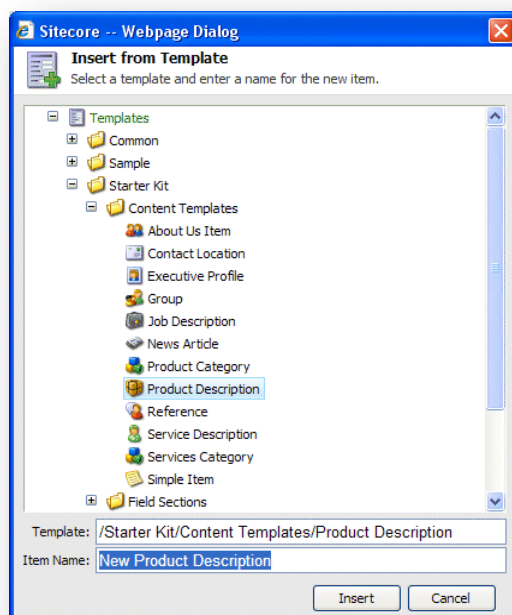 Sitecore -- Webpage Dialog
Insert from Template
Select a template and enter a name for the new item.
Templates
Common
Sample
Starter Kit
Content Templates
About Us Item
Contact Location
Executive Profile
Group
Job Description
News Article
Product Category
Product Description
Reference
Service Description
Services Category
Simple Item
Field Sections
Template: /Starter Kit/Content Templates/Product Description
Item Name: New Product Description
Insert Cancel